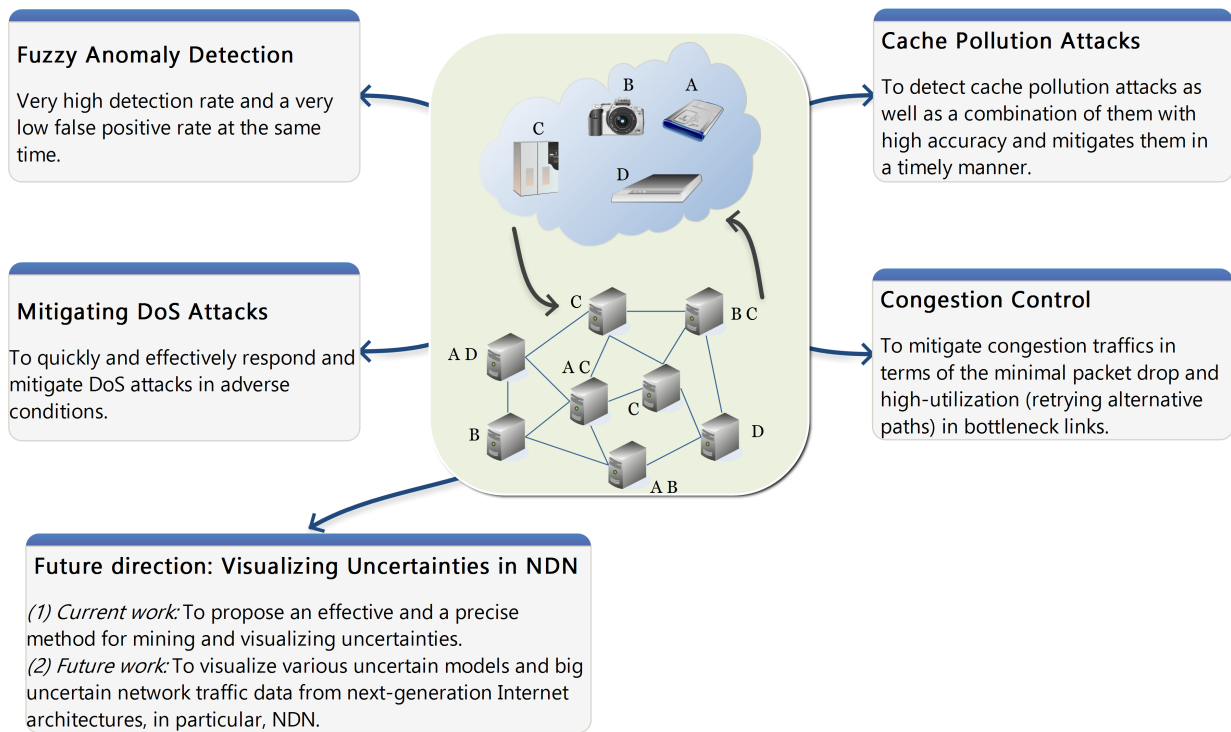 Fuzzy Anomaly Detection
Very high detection rate and a very
low false positive rate at the same
time.
Cache Pollution Attacks
To detect cache pollution attacks as
well as a combination of them with
high accuracy and mitigates them in
a timely manner.
B
A
C
D
Mitigating DoS Attacks
To quickly and effectively respond and
mitigate DoS attacks in adverse
conditions.
C
B C
A D
A C
C
B
D
A B
Congestion Control
To mitigate congestion traffics in
terms of the minimal packet drop and
high-utilization (retrying alternative
paths) in bottleneck links.
Future direction: Visualizing Uncertainties in NDN
(1) Current work: To propose an effective and a precise
method for mining and visualizing uncertainties.
(2) Future work: To visualize various uncertain models and big
uncertain network traffic data from next-generation Internet
architectures, in particular, NDN.